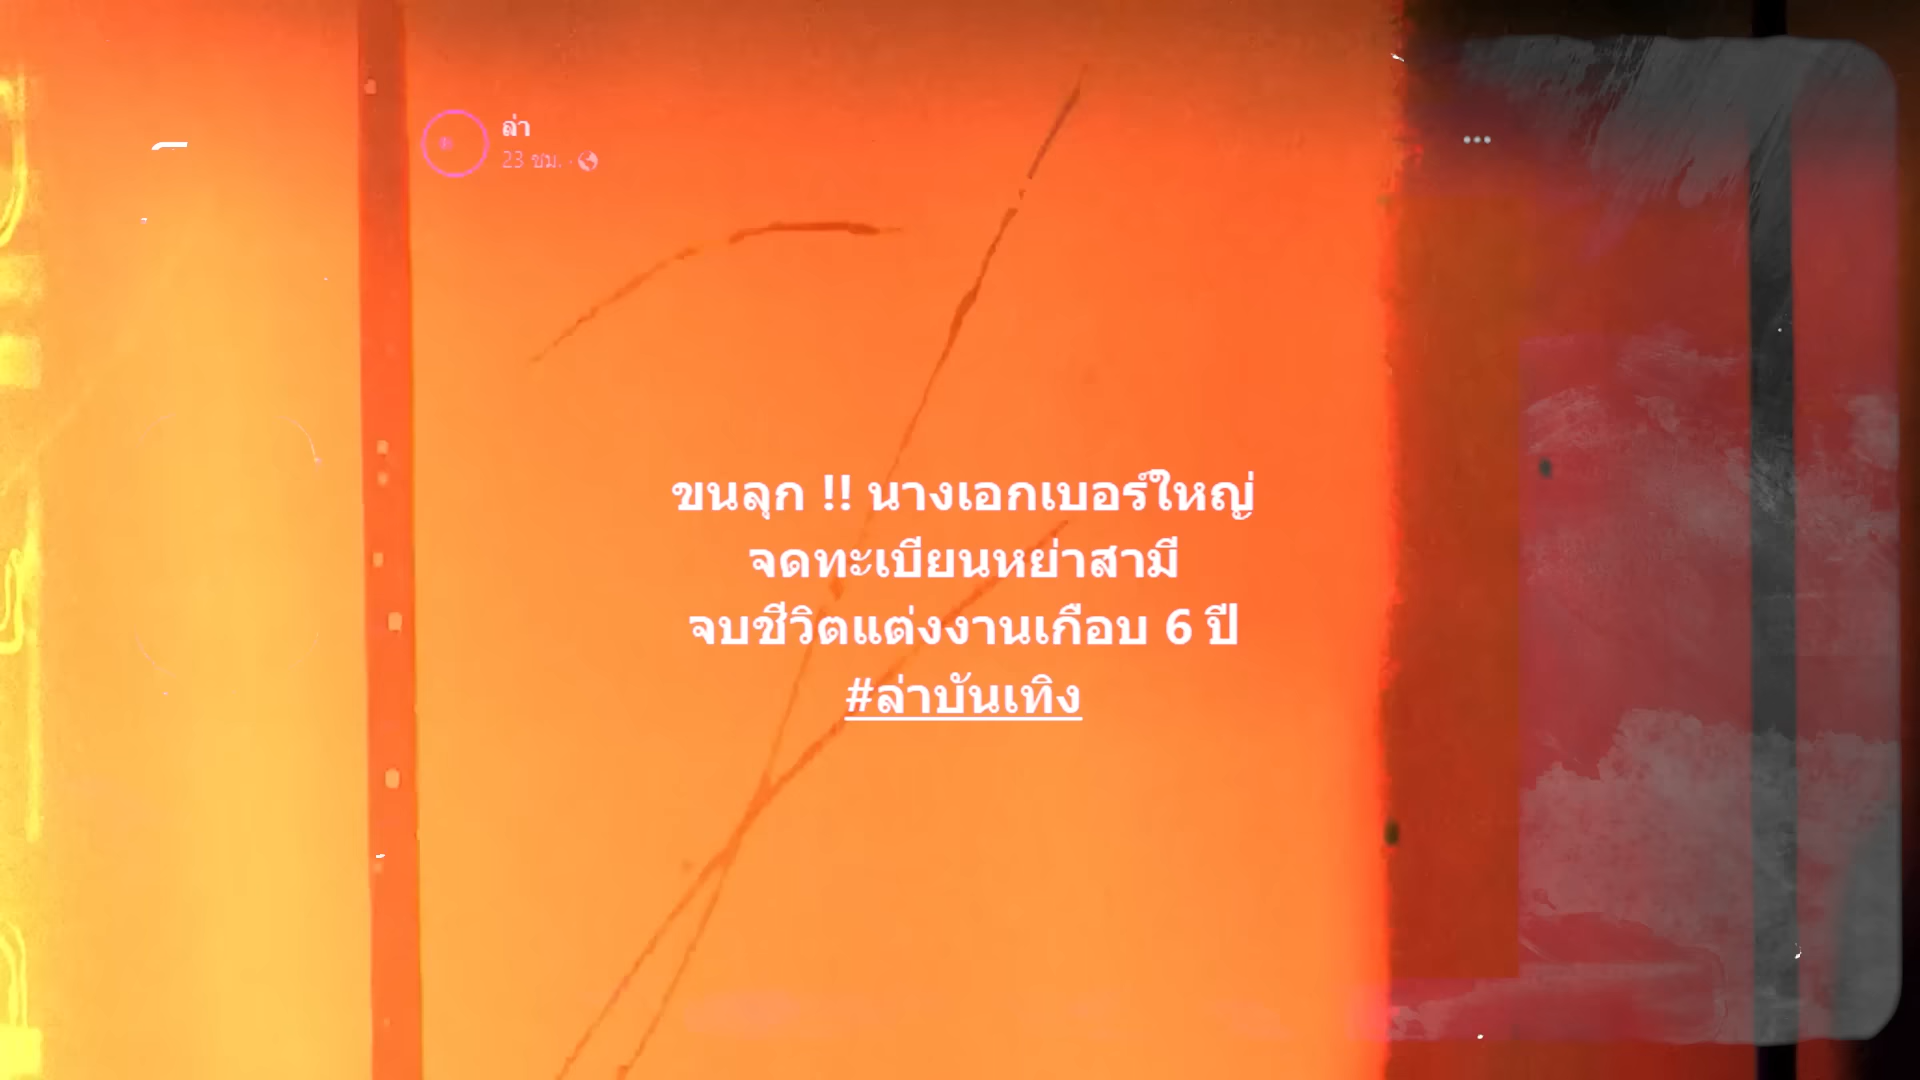 ล่า
23 ชม. ·
ขนลุก !! นางเอกเบอร์ใหญ่
จดทะเบียนหย่าสามี
จบชีวิตแต่งงานเกือบ 6 ปี
#ล่าบันเทิง